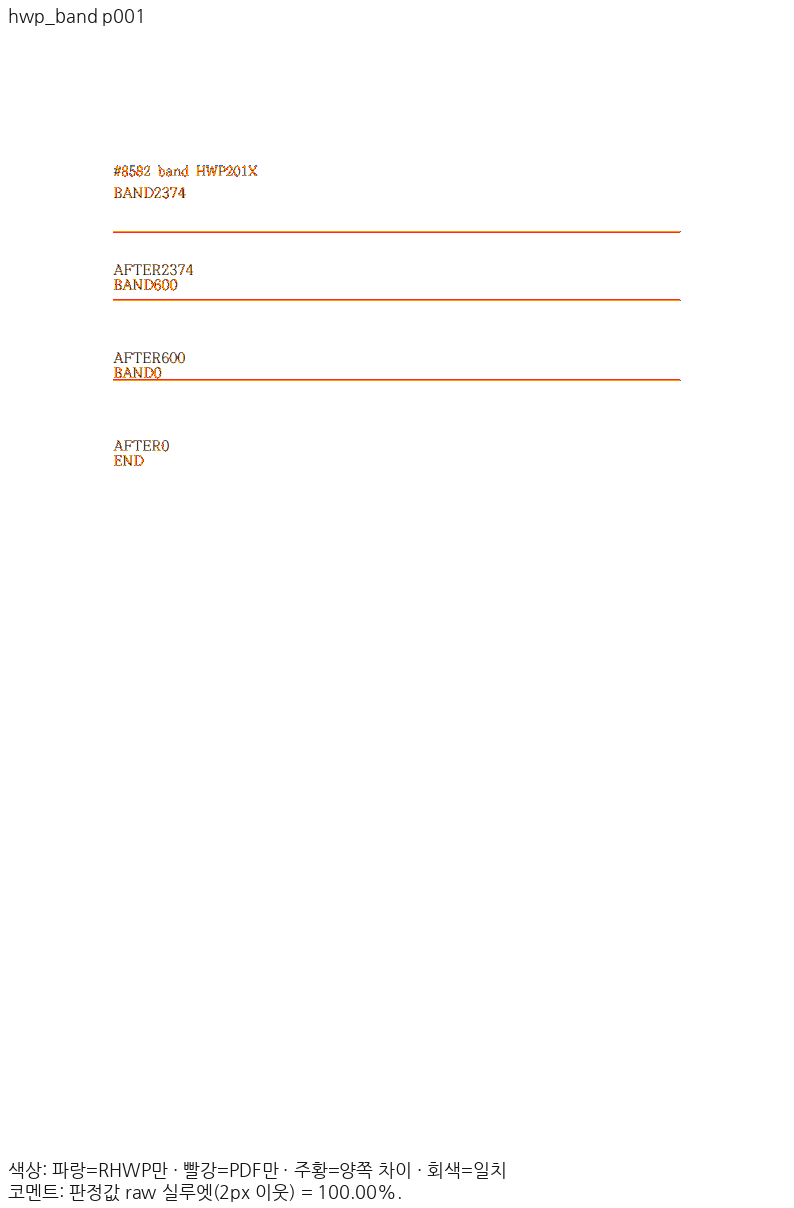 hwp_band p001
#8582 band HWP201X
BAND2374
AFTER2374
BAND600
AFTER600
BAND0
AFTER0
END
색상: 파랑=RHWP만 · 빨강=PDF만 · 주황=양쪽 차이 · 회색=일치
코멘트: 판정값 raw 실루엣(2px 이웃) = 100.00%.